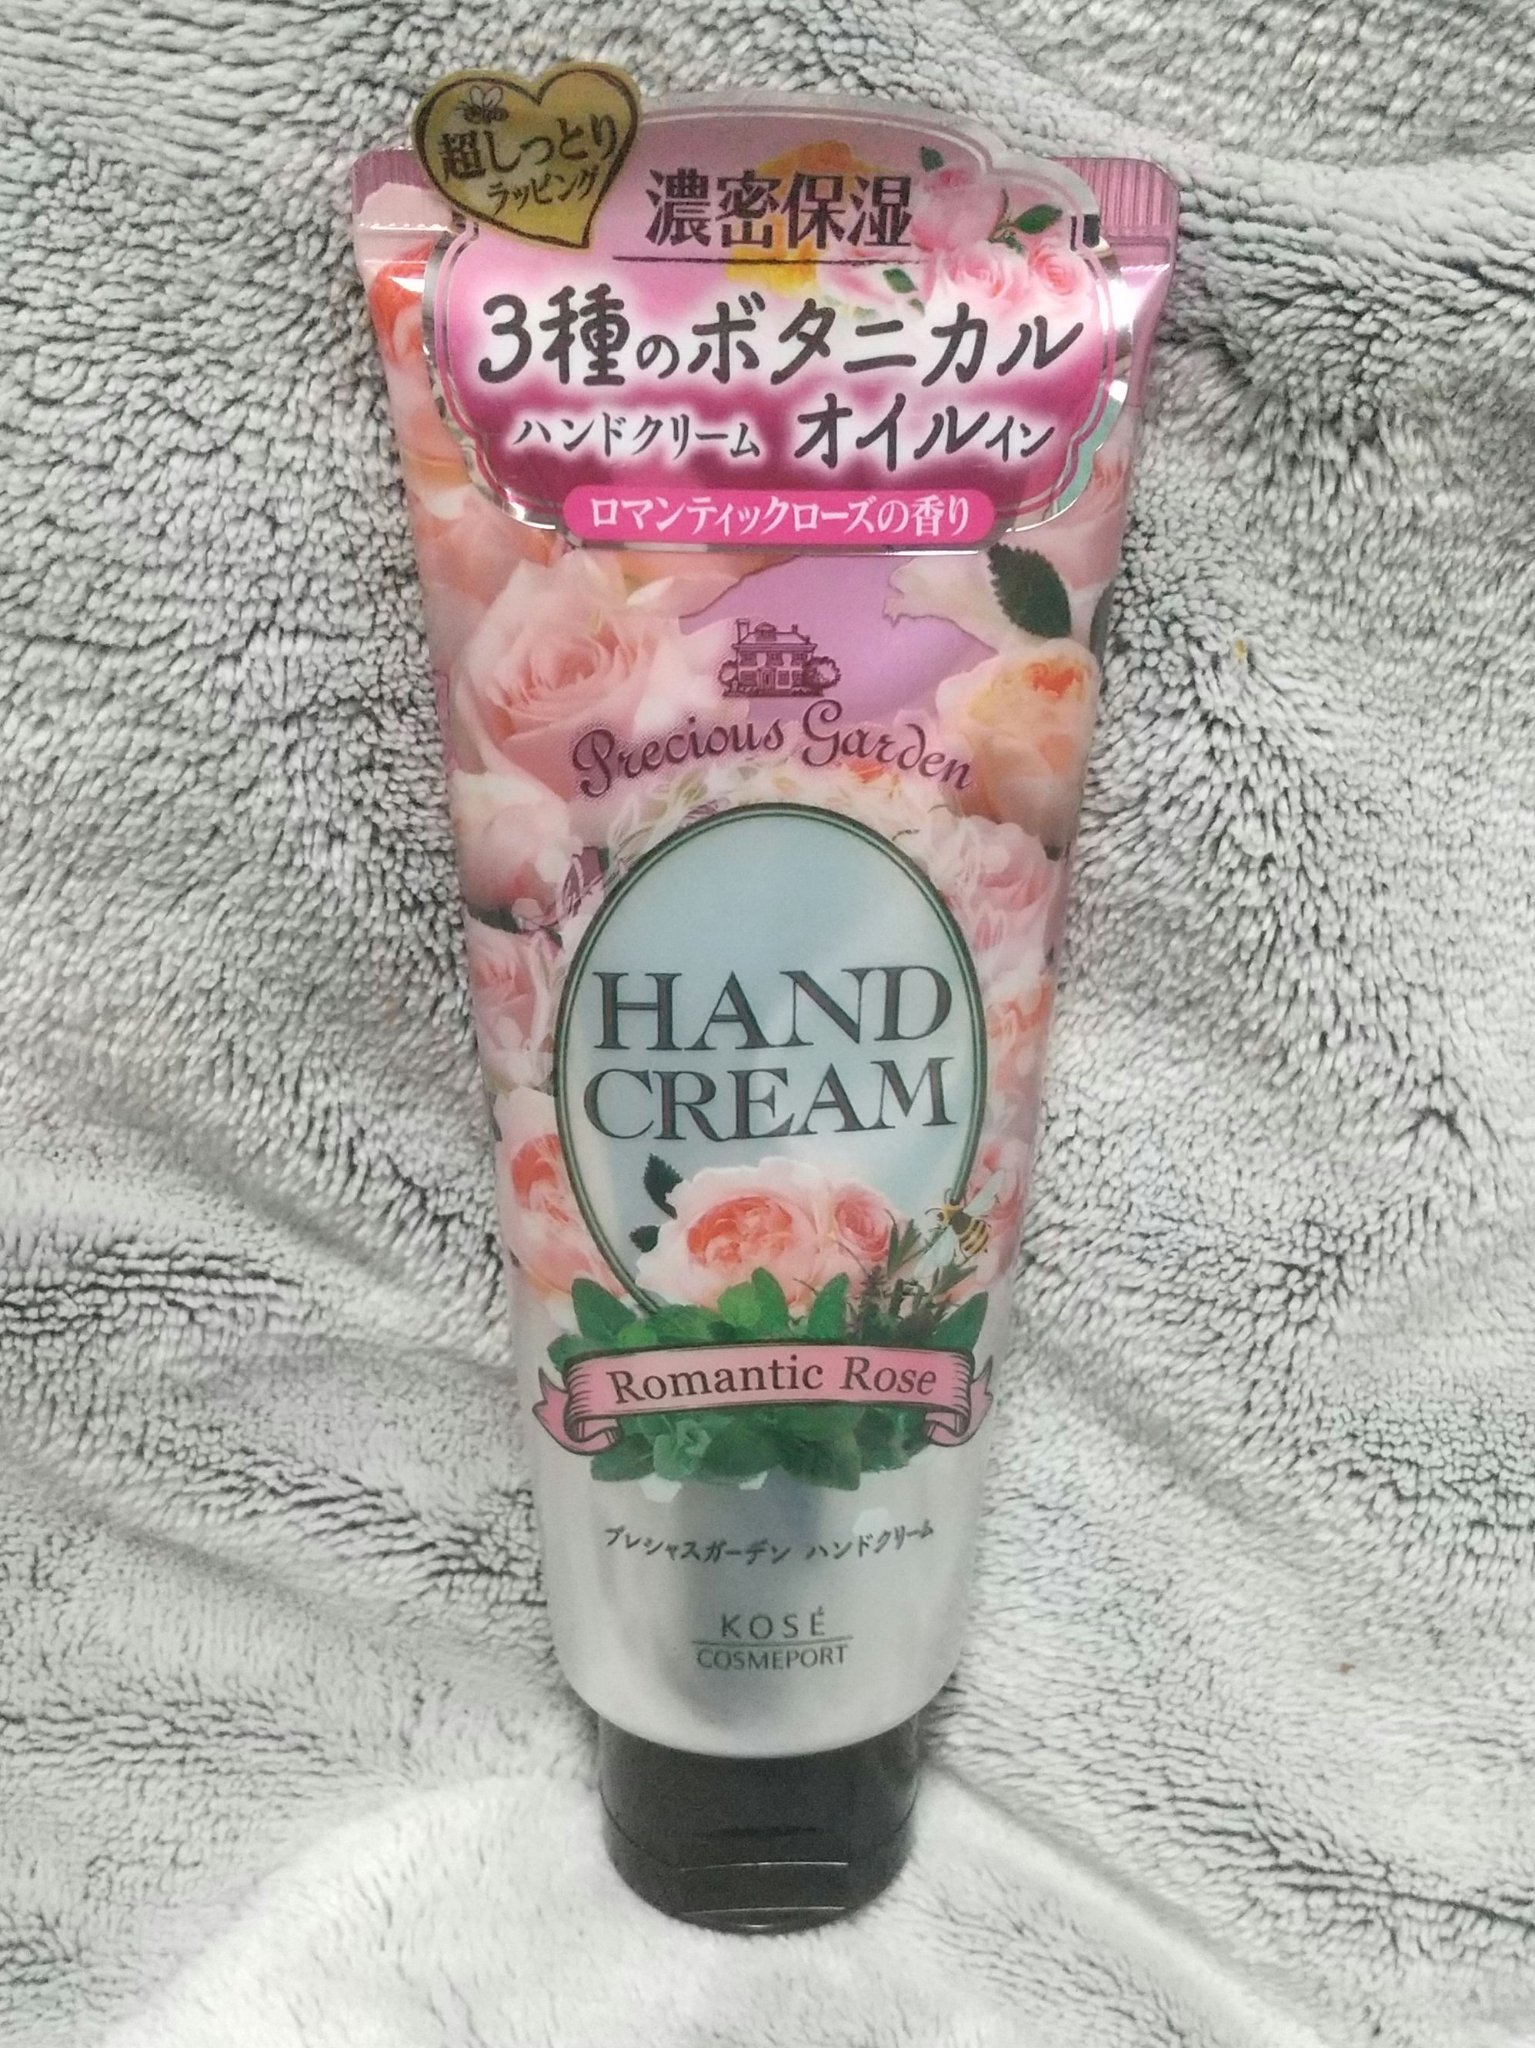 超しっとり
ラッピング
濃密保湿
3種のボタニカル
ハンドクリーム オイルイン
ロマンティックローズの香り
Precious Garden
HAND
CREAM
Romantic Rose
プレシャスガーデン ハンドクリーム
KOSÉ
COSMEPORT